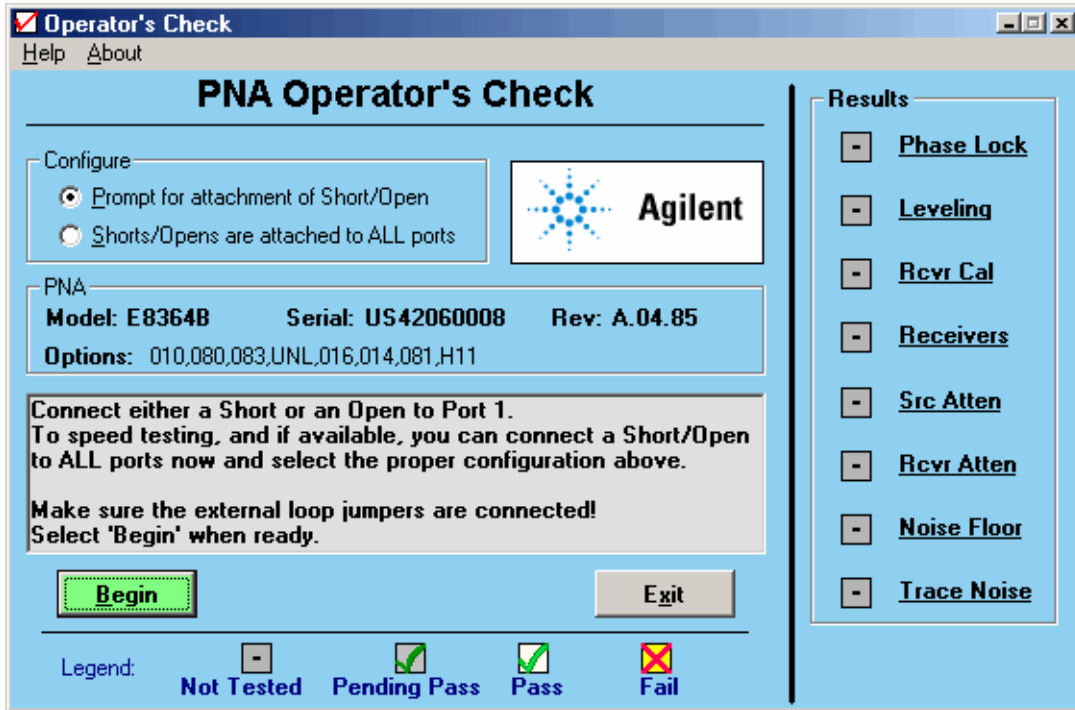 Operator's Check
Help About
PNA Operator's Check
Configure
Prompt for attachment of Short/Open
Shorts/Opens are attached to ALL ports
Agilent
PNA
Model: E8364B Serial: US42060008 Rev: A.04.85
Options: 010,080,083,UNL,016,014,081,H11
Connect either a Short or an Open to Port 1.
To speed testing, and if available, you can connect a Short/Open
to ALL ports now and select the proper configuration above.
Make sure the external loop jumpers are connected!
Select 'Begin' when ready.
Begin
Exit
Legend:
- Not Tested
Pending Pass
Pass
Fail
Results
- Phase Lock
- Leveling
- Rcvr Cal
- Receivers
- Src Atten
- Rcvr Atten
- Noise Floor
- Trace Noise